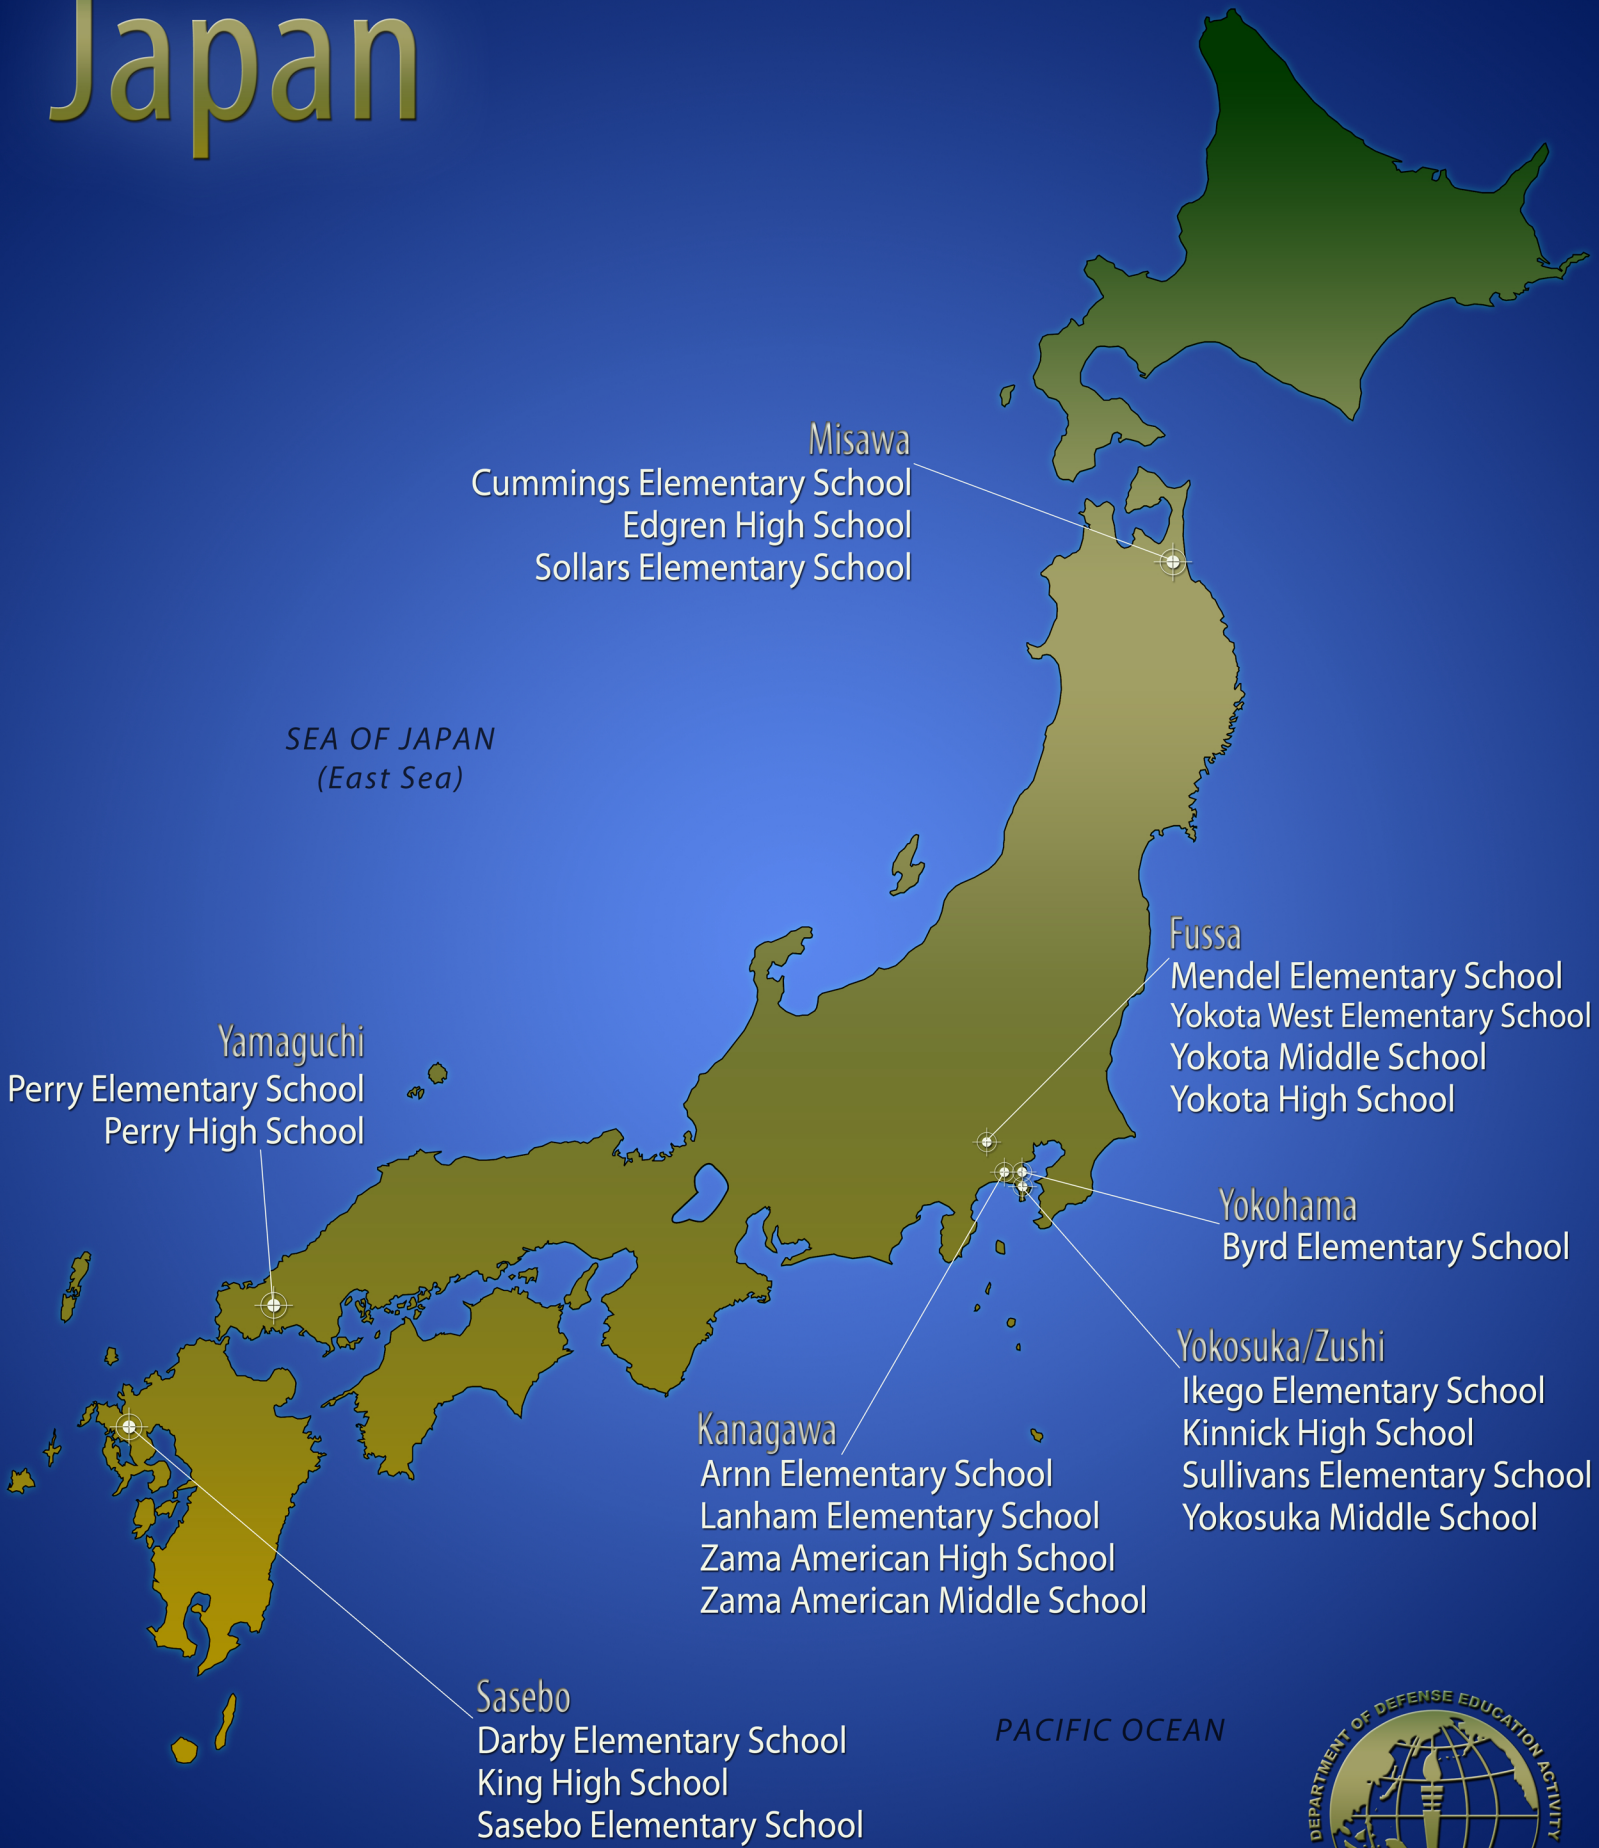 Japan
Misawa
Cummings Elementary School
Edgren High School
Sollars Elementary School
SEA OF JAPAN
(East Sea)
Fussa
Mendel Elementary School
Yokota West Elementary School
Yokota Middle School
Yokota High School
Yamaguchi
Perry Elementary School
Perry High School
Yokohama
Byrd Elementary School
Yokosuka/Zushi
Ikego Elementary School
Kinnick High School
Sullivans Elementary School
Yokosuka Middle School
Kanagawa
Arnn Elementary School
Lanham Elementary School
Zama American High School
Zama American Middle School
Sasebo
Darby Elementary School
King High School
Sasebo Elementary School
PACIFIC OCEAN
DEPARTMENT OF DEFENSE EDUCATION ACTIVITY